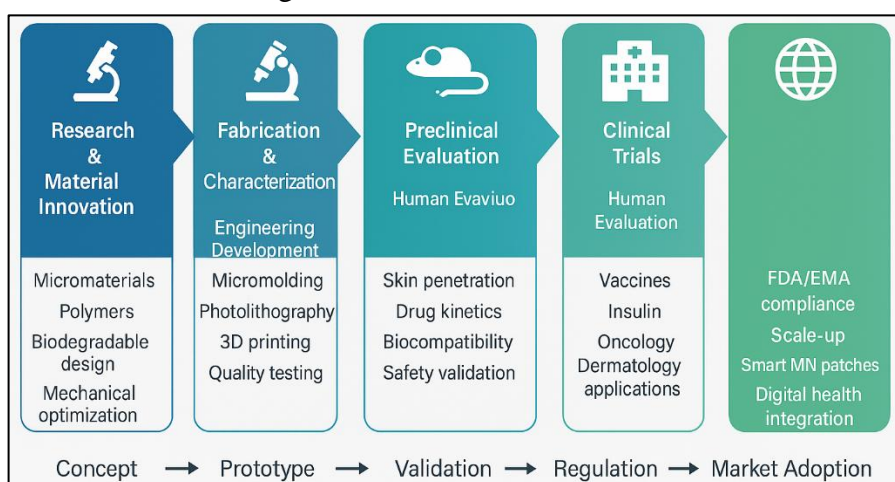 Research
&
Material
Innovation
Micromaterials
Polymers
Biodegradable
design
Mechanical
optimization
Fabrication
&
Characterization
Engineering
Development
Micromolding
Photolithography
3D printing
Quality testing
Preclinical
Evaluation
Human Evaviuo
Skin penetration
Drug kinetics
Biocompatibility
Safety validation
Clinical
Trials
Human
Evaluation
Vaccines
Insulin
Oncology
Dermatology
applications
FDA/EMA
compliance
Scale-up
Smart MN patches
Digital health
integration
Concept → Prototype → Validation → Regulation → Market Adoption